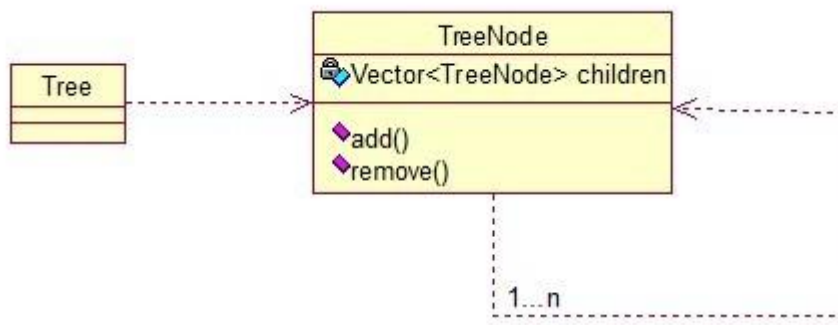 TreeNode
Vector<TreeNode> children
Tree
add()
remove()
1...n